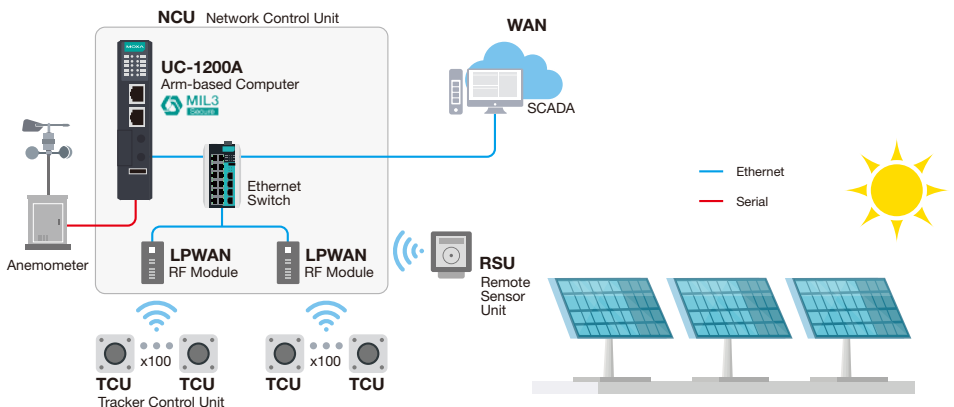 NCU Network Control Unit
MOXA
UC-1200A
Arm-based Computer
MIL3
Secure
WAN
SCADA
Ethernet
Switch
Ethernet
Serial
Anemometer
LPWAN
RF Module
LPWAN
RF Module
RSU
Remote
Sensor
Unit
x100
x100
TCU
TCU
TCU
TCU
Tracker Control Unit